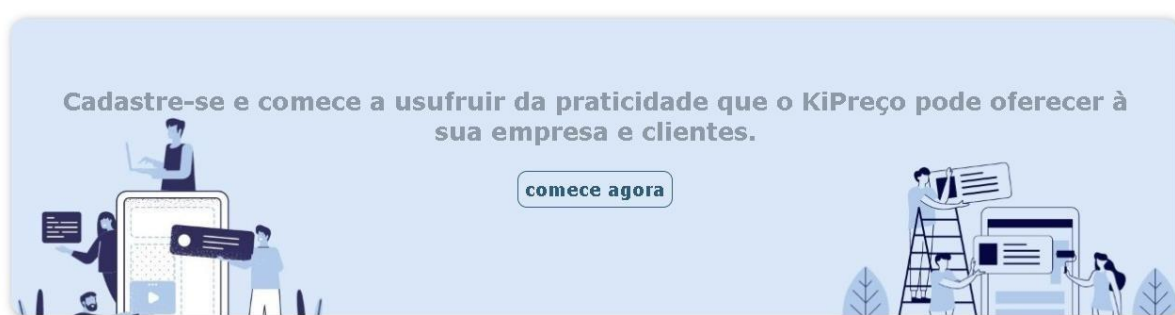 Cadastre-se e comece a usufruir da praticidade que o KiPreço pode oferecer à
sua empresa e clientes.
comece agora